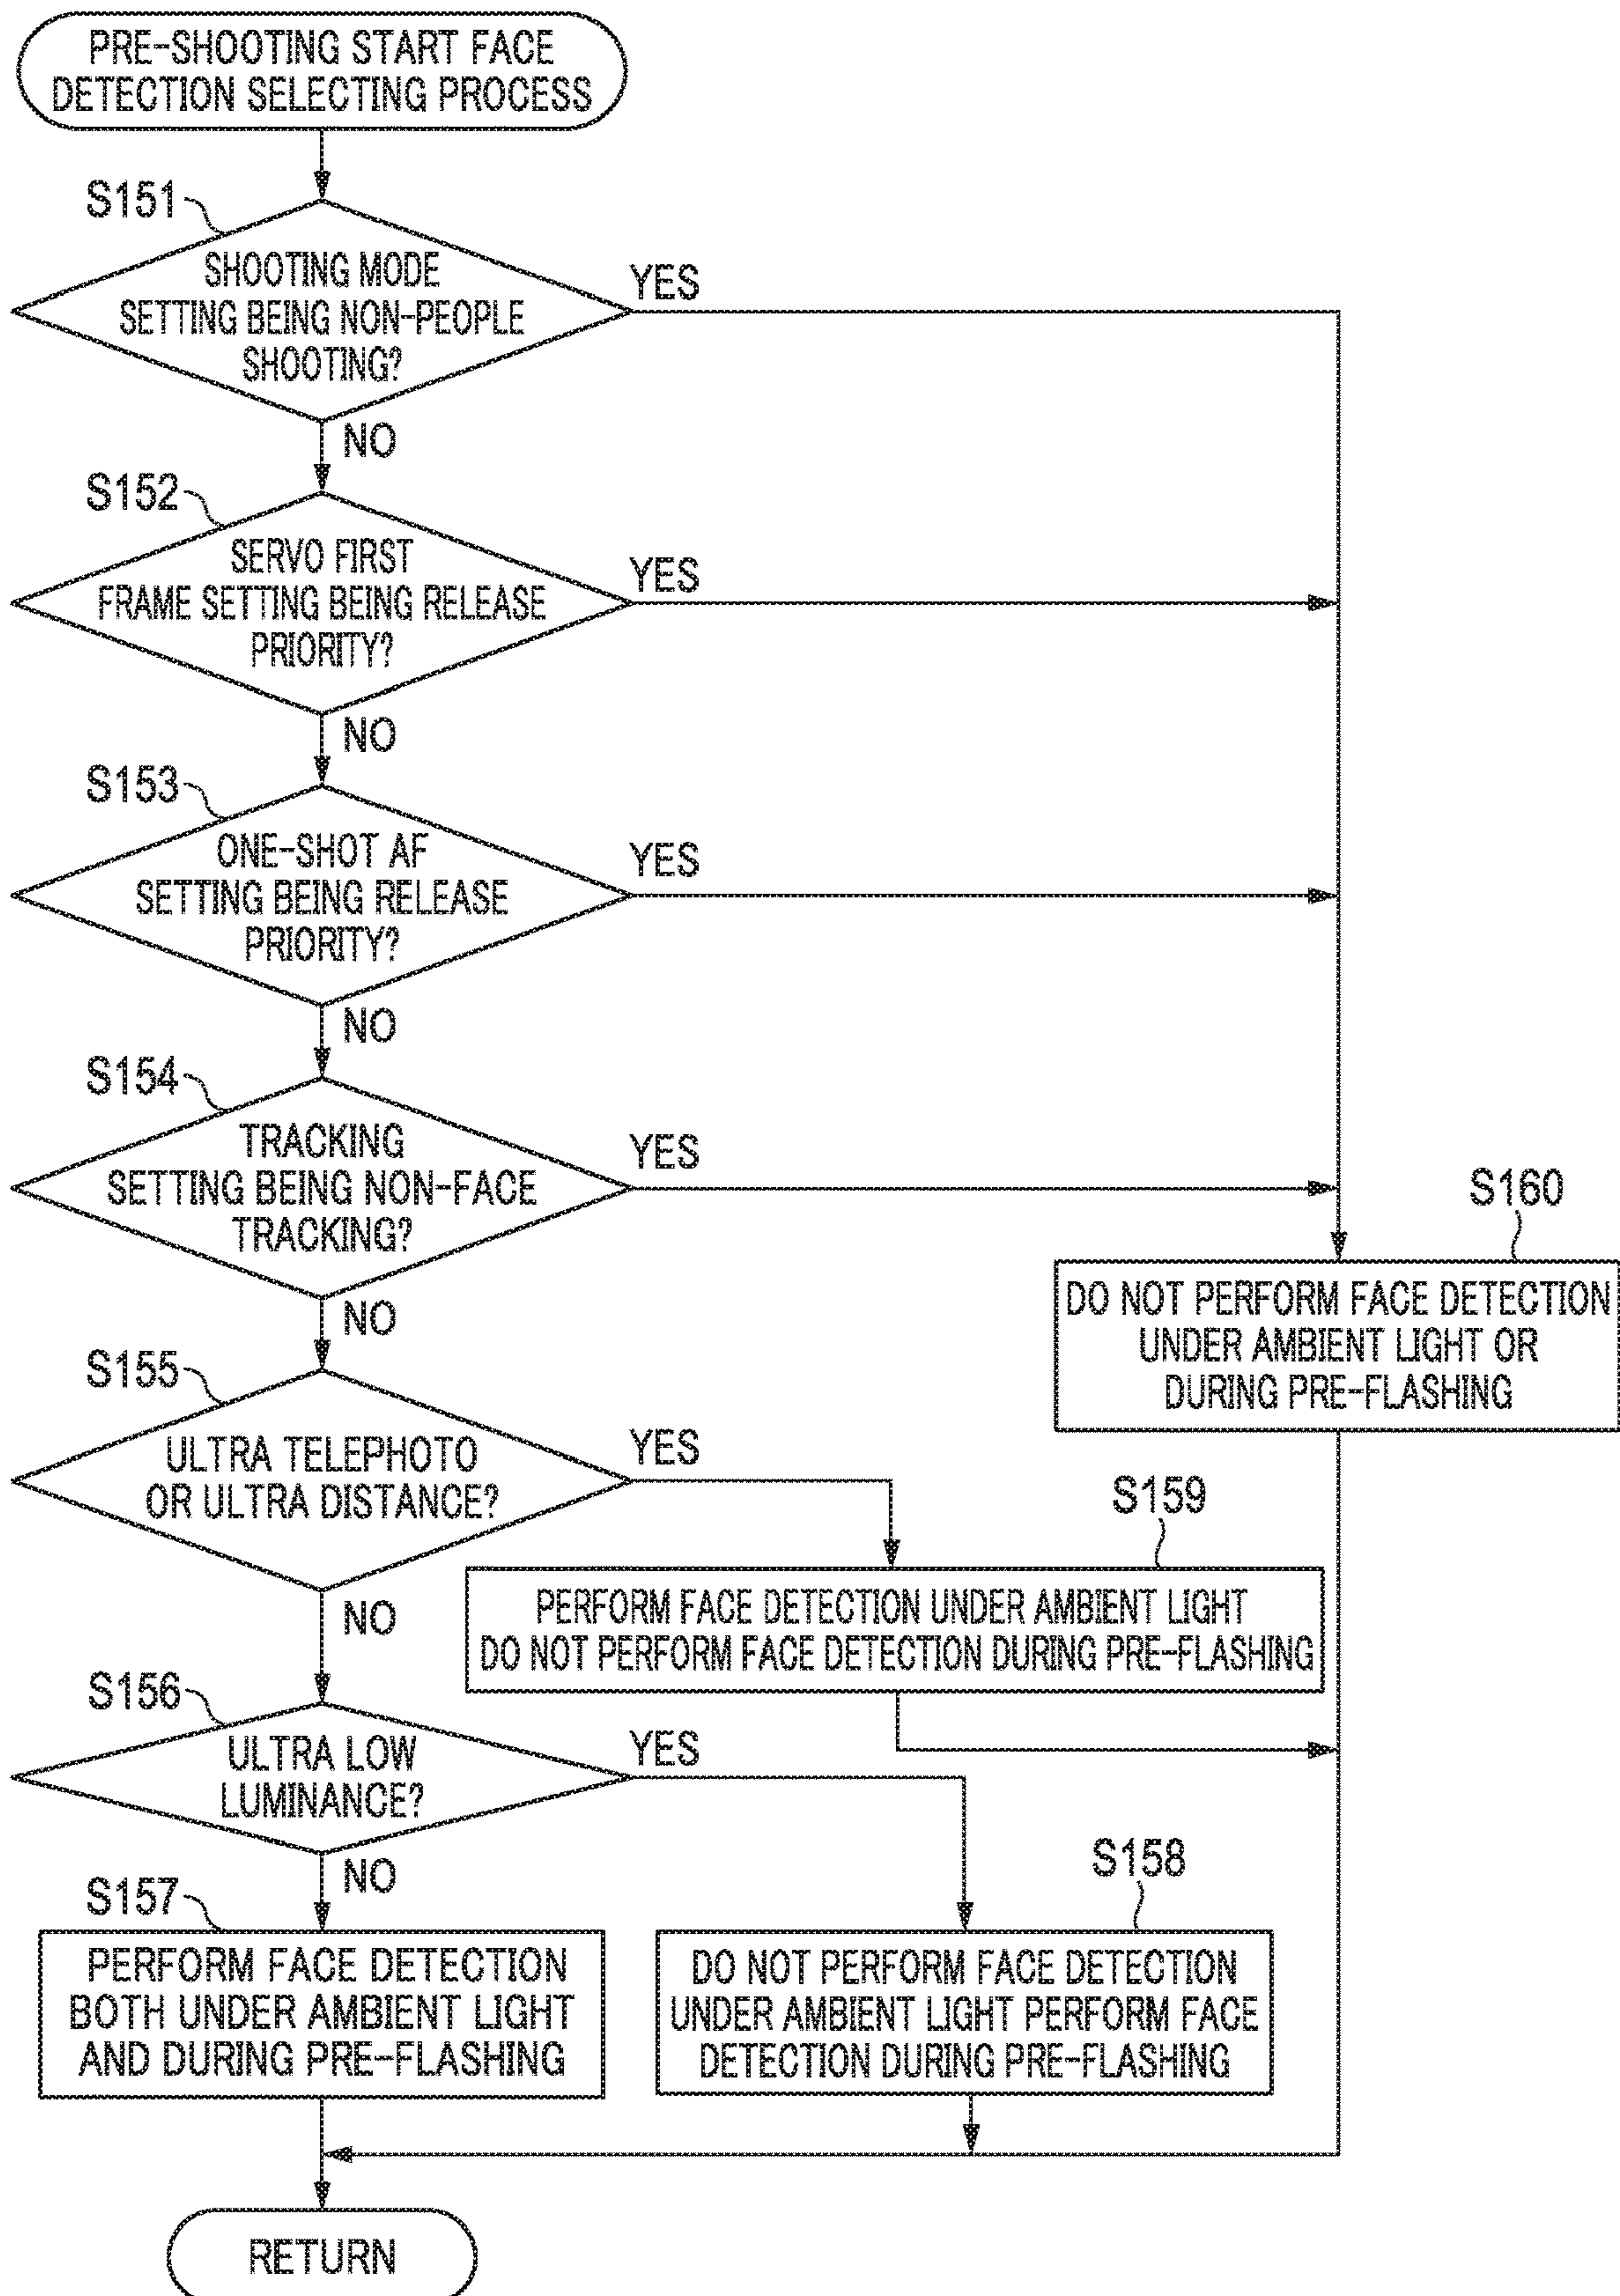 PRE-SHOOTING START FACE
DETECTION SELECTING PROCESS
S151
SHOOTING MODE
SETTING BEING NON-PEOPLE
SHOOTING?
YES
NO
S152
SERVO FIRST
FRAME SETTING BEING RELEASE
PRIORITY?
YES
NO
S153
ONE-SHOT AF
SETTING BEING RELEASE
PRIORITY?
YES
NO
S154
TRACKING
SETTING BEING NON-FACE
TRACKING?
YES
NO
S160
DO NOT PERFORM FACE DETECTION
UNDER AMBIENT LIGHT OR
DURING PRE-FLASHING
S155
ULTRA TELEPHOTO
OR ULTRA DISTANCE?
YES
NO
S159
PERFORM FACE DETECTION UNDER AMBIENT LIGHT
DO NOT PERFORM FACE DETECTION DURING PRE-FLASHING
S156
ULTRA LOW
LUMINANCE?
YES
NO
S157
PERFORM FACE DETECTION
BOTH UNDER AMBIENT LIGHT
AND DURING PRE-FLASHING
S158
DO NOT PERFORM FACE DETECTION
UNDER AMBIENT LIGHT PERFORM FACE
DETECTION DURING PRE-FLASHING
RETURN